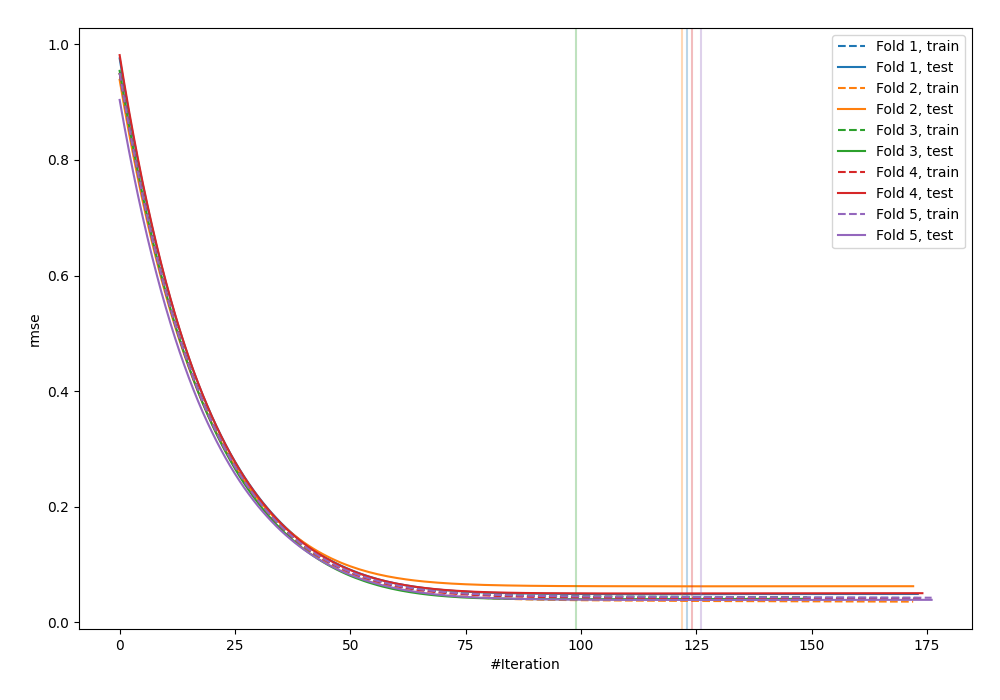 1.0
0.8
0.6
0.4
0.2
0.0
rmse
0
25
50
75
100
125
150
175
#Iteration
Fold 1, train
Fold 1, test
Fold 2, train
Fold 2, test
Fold 3, train
Fold 3, test
Fold 4, train
Fold 4, test
Fold 5, train
Fold 5, test